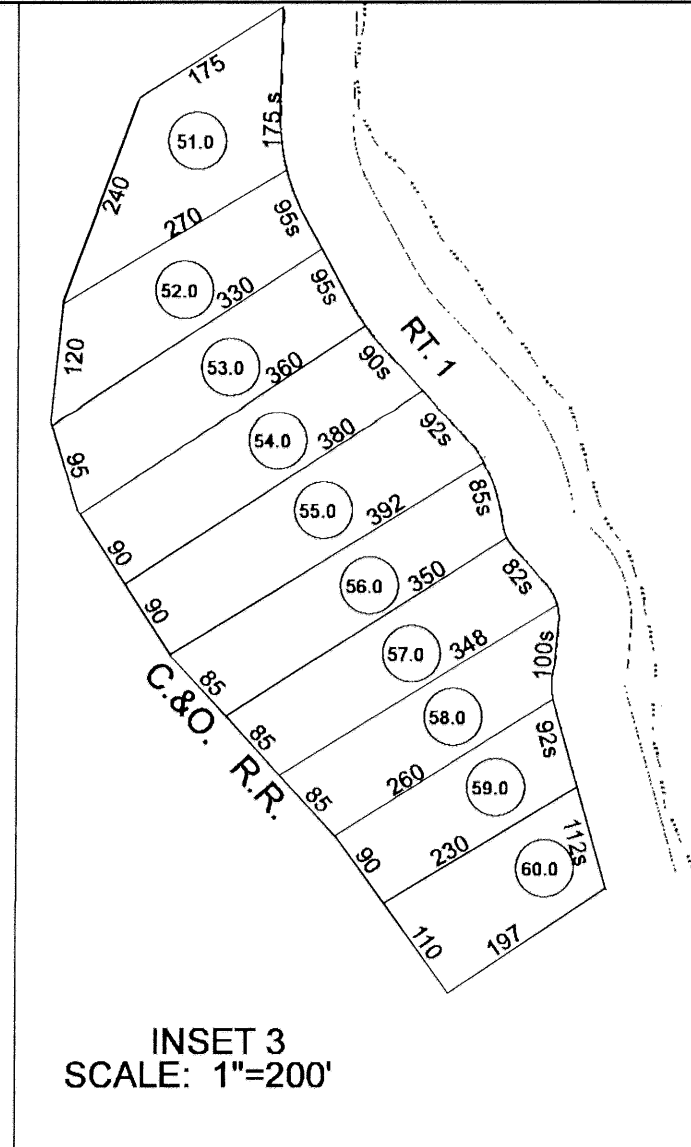 175
175 s
51.0
240
270
95s
52.0
330
95s
120
53.0
360
90s
RT. 1
95
54.0
380
92s
90
55.0
392
85s
90
56.0
350
82s
85
57.0
348
100s
C.&O. R.R.
85
58.0
92s
85
260
59.0
90
230
112s
60.0
110
197
INSET 3
SCALE: 1"=200'